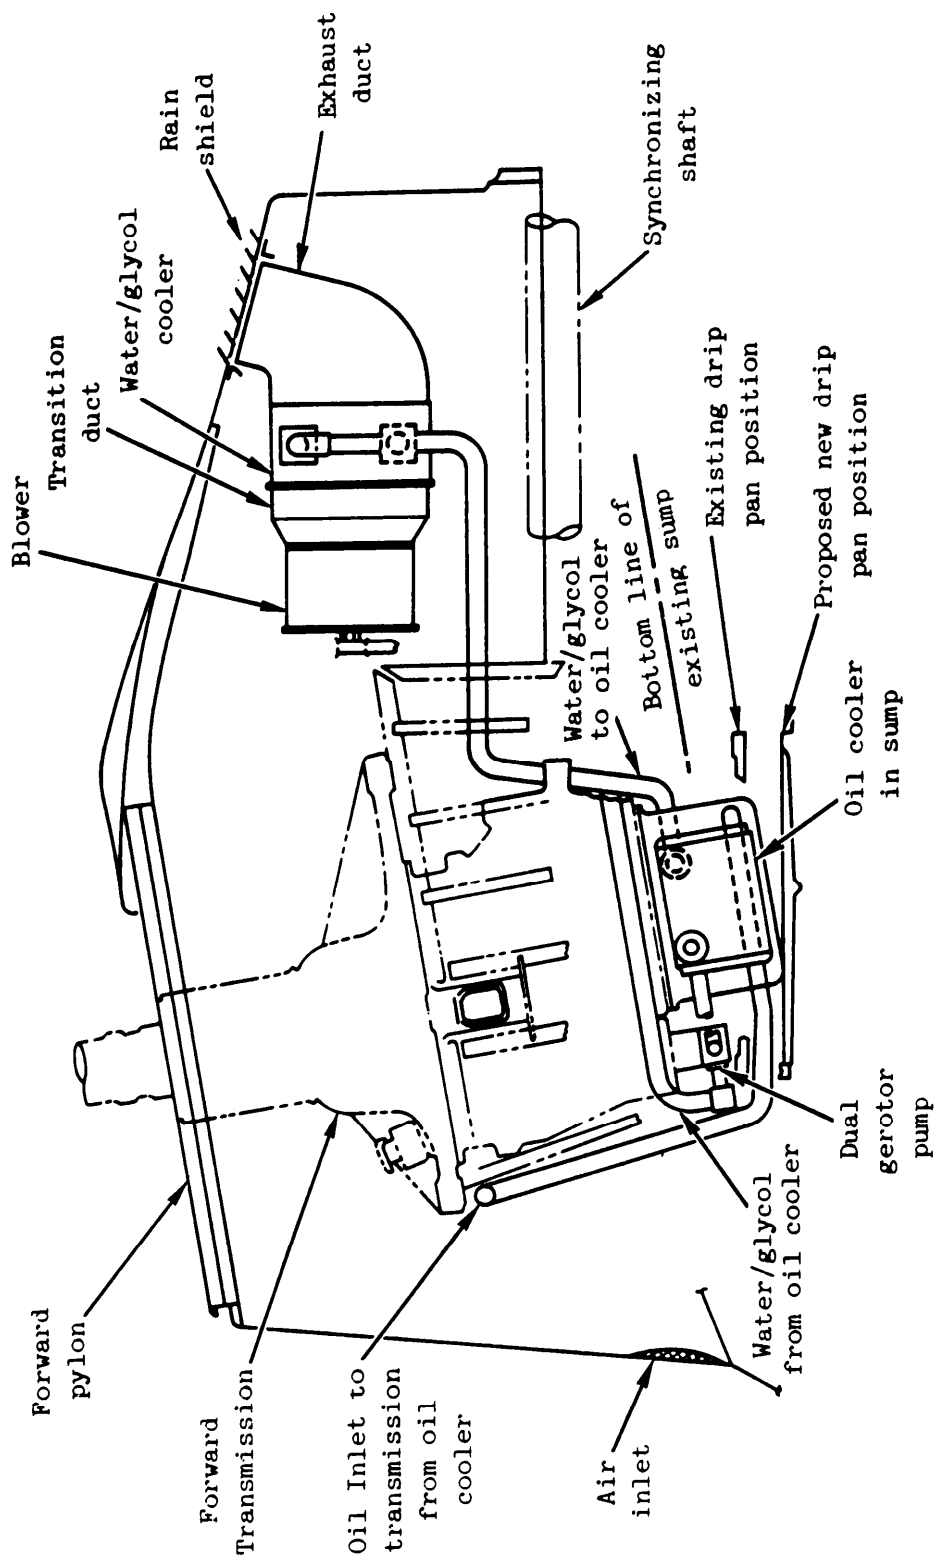 Forward
pylon
Forward
Transmission
Oil Inlet to
transmission
from oil
cooler
Air
inlet
Water/glycol
from oil cooler
Dual
gerotor
pump
Blower
Transition
duct
Water/glycol
cooler
Rain
shield
Exhaust
duct
Synchronizing
shaft
Water/glycol
to oil cooler
Bottom line of
existing sump
Existing drip
pan position
Proposed new drip
pan position
Oil cooler
in sump